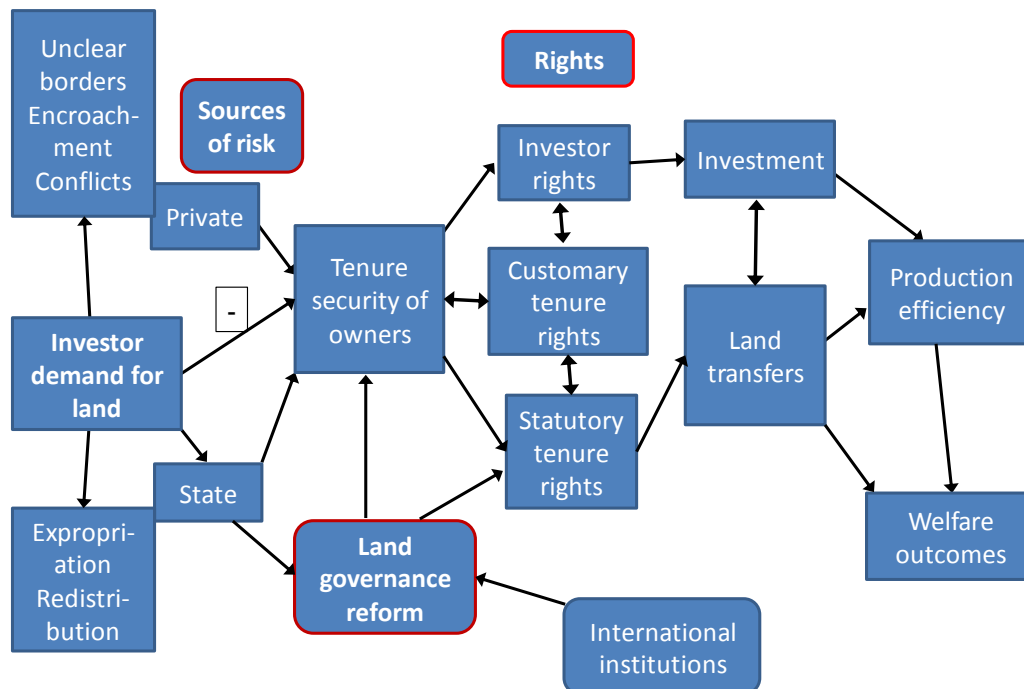 Unclear
borders
Encroach-
ment
Conflicts
Sources
of risk
Rights
Private
Investor
rights
Investment
Tenure
security of
owners
Customary
tenure
rights
Production
efficiency
-
Investor
demand for
land
Land
transfers
Statutory
tenure
rights
State
Expropri-
ation
Redistri-
bution
Land
governance
reform
Welfare
outcomes
International
institutions